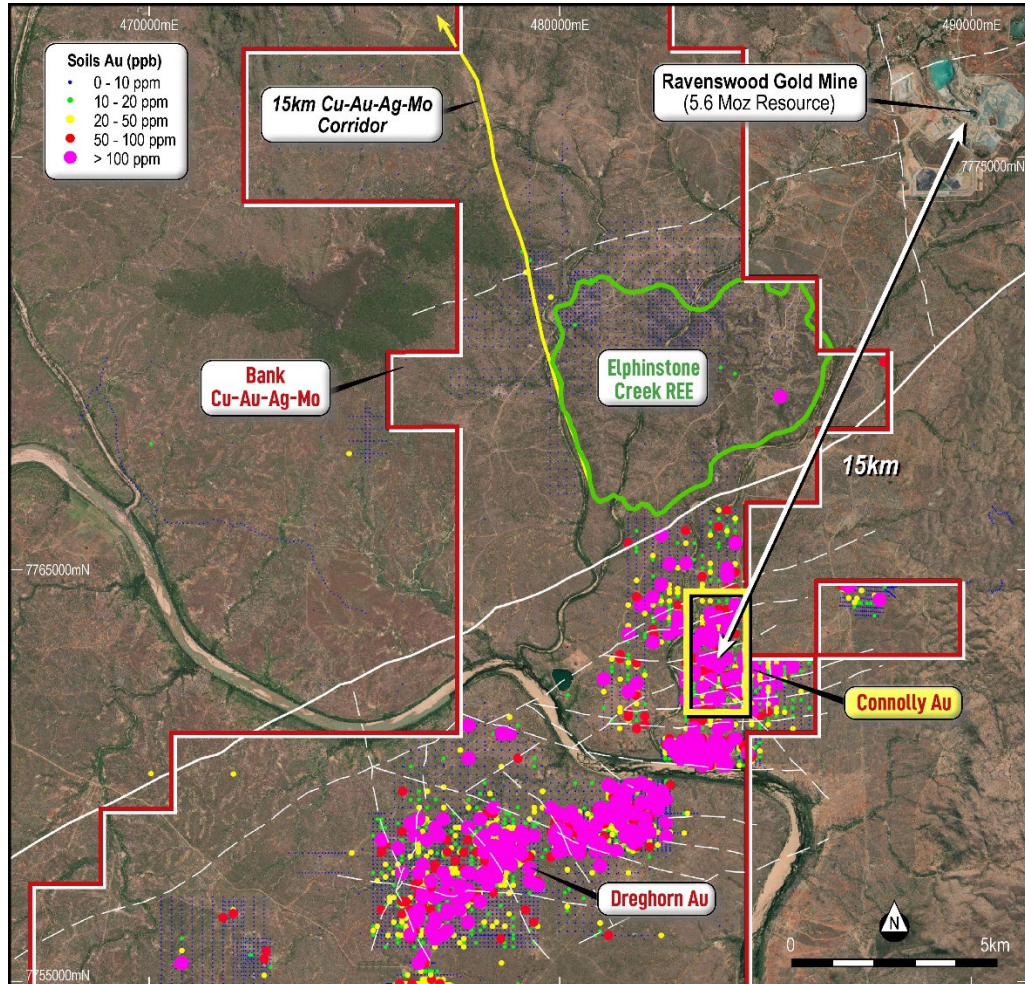 470000mE
480000mE
490000mE
Soils Au (ppb)
0 - 10 ppm
10 - 20 ppm
20 - 50 ppm
50 - 100 ppm
> 100 ppm
15km Cu-Au-Ag-Mo
Corridor
Ravenswood Gold Mine
(5.6 Moz Resource)
7775000mN
Bank
Cu-Au-Ag-Mo
Elphinstone
Creek REE
15km
7765000mN
Connolly Au
Dreghorn Au
N
0
5km
7755000mN